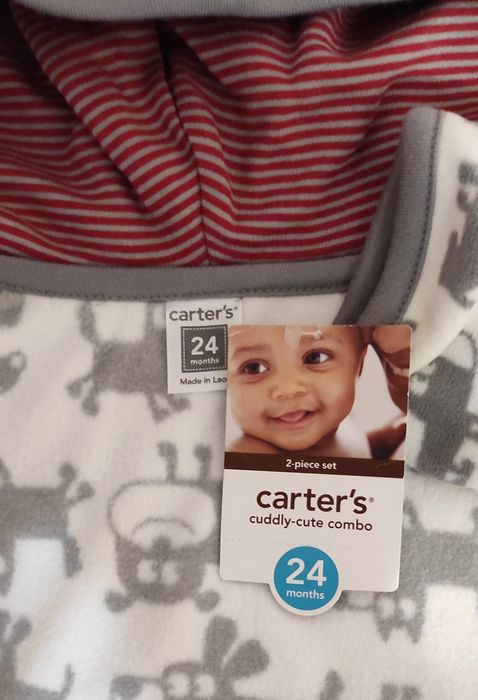 carter's®
24
months
Made in Lao
2-piece set
carter's®
cuddly-cute combo
24
months